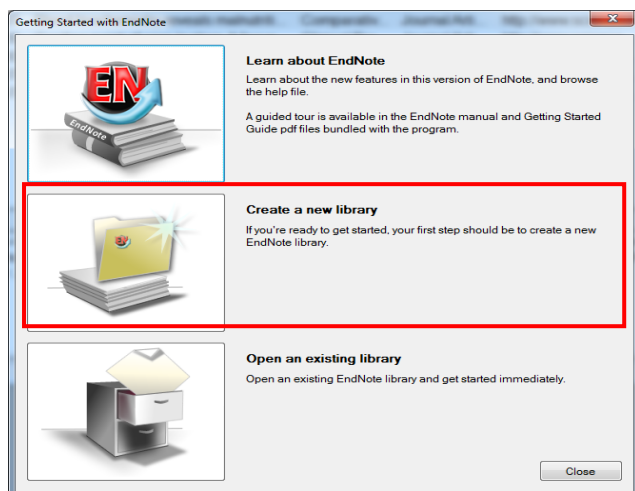 Getting Started with EndNote
Learn about EndNote
Learn about the new features in this version of EndNote, and browse
the help file.
A guided tour is available in the EndNote manual and Getting Started
Guide pdf files bundled with the program.
EN
EndNote
Create a new library
If you're ready to get started, your first step should be to create a new
EndNote library.
EN
Open an existing library
Open an existing EndNote library and get started immediately.
Close